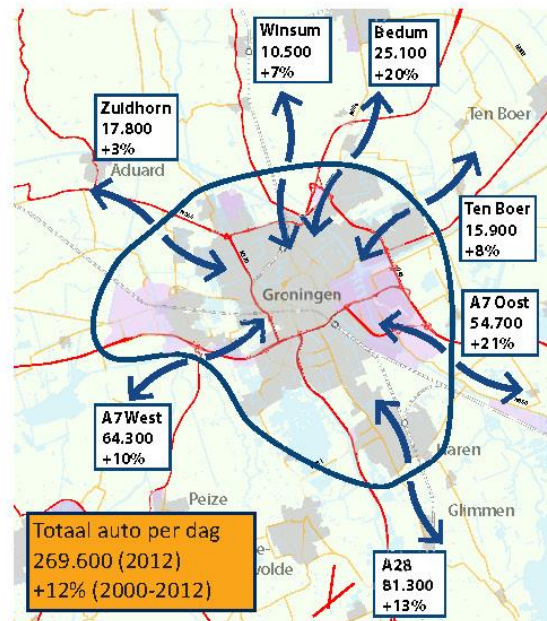 Winsum
10.500
+7%
Bedum
25.100
+20%
Zuidhorn
17.800
+3%
Aduard
Ten Boer
Ten Boer
15.900
+8%
Groningen
A7 Oost
54.700
+21%
A7 West
64.300
+10%
Haren
Peize
Glimmen
Totaal auto per dag
269.600 (2012)
+12% (2000-2012)
e-
volde
A28
81.300
+13%